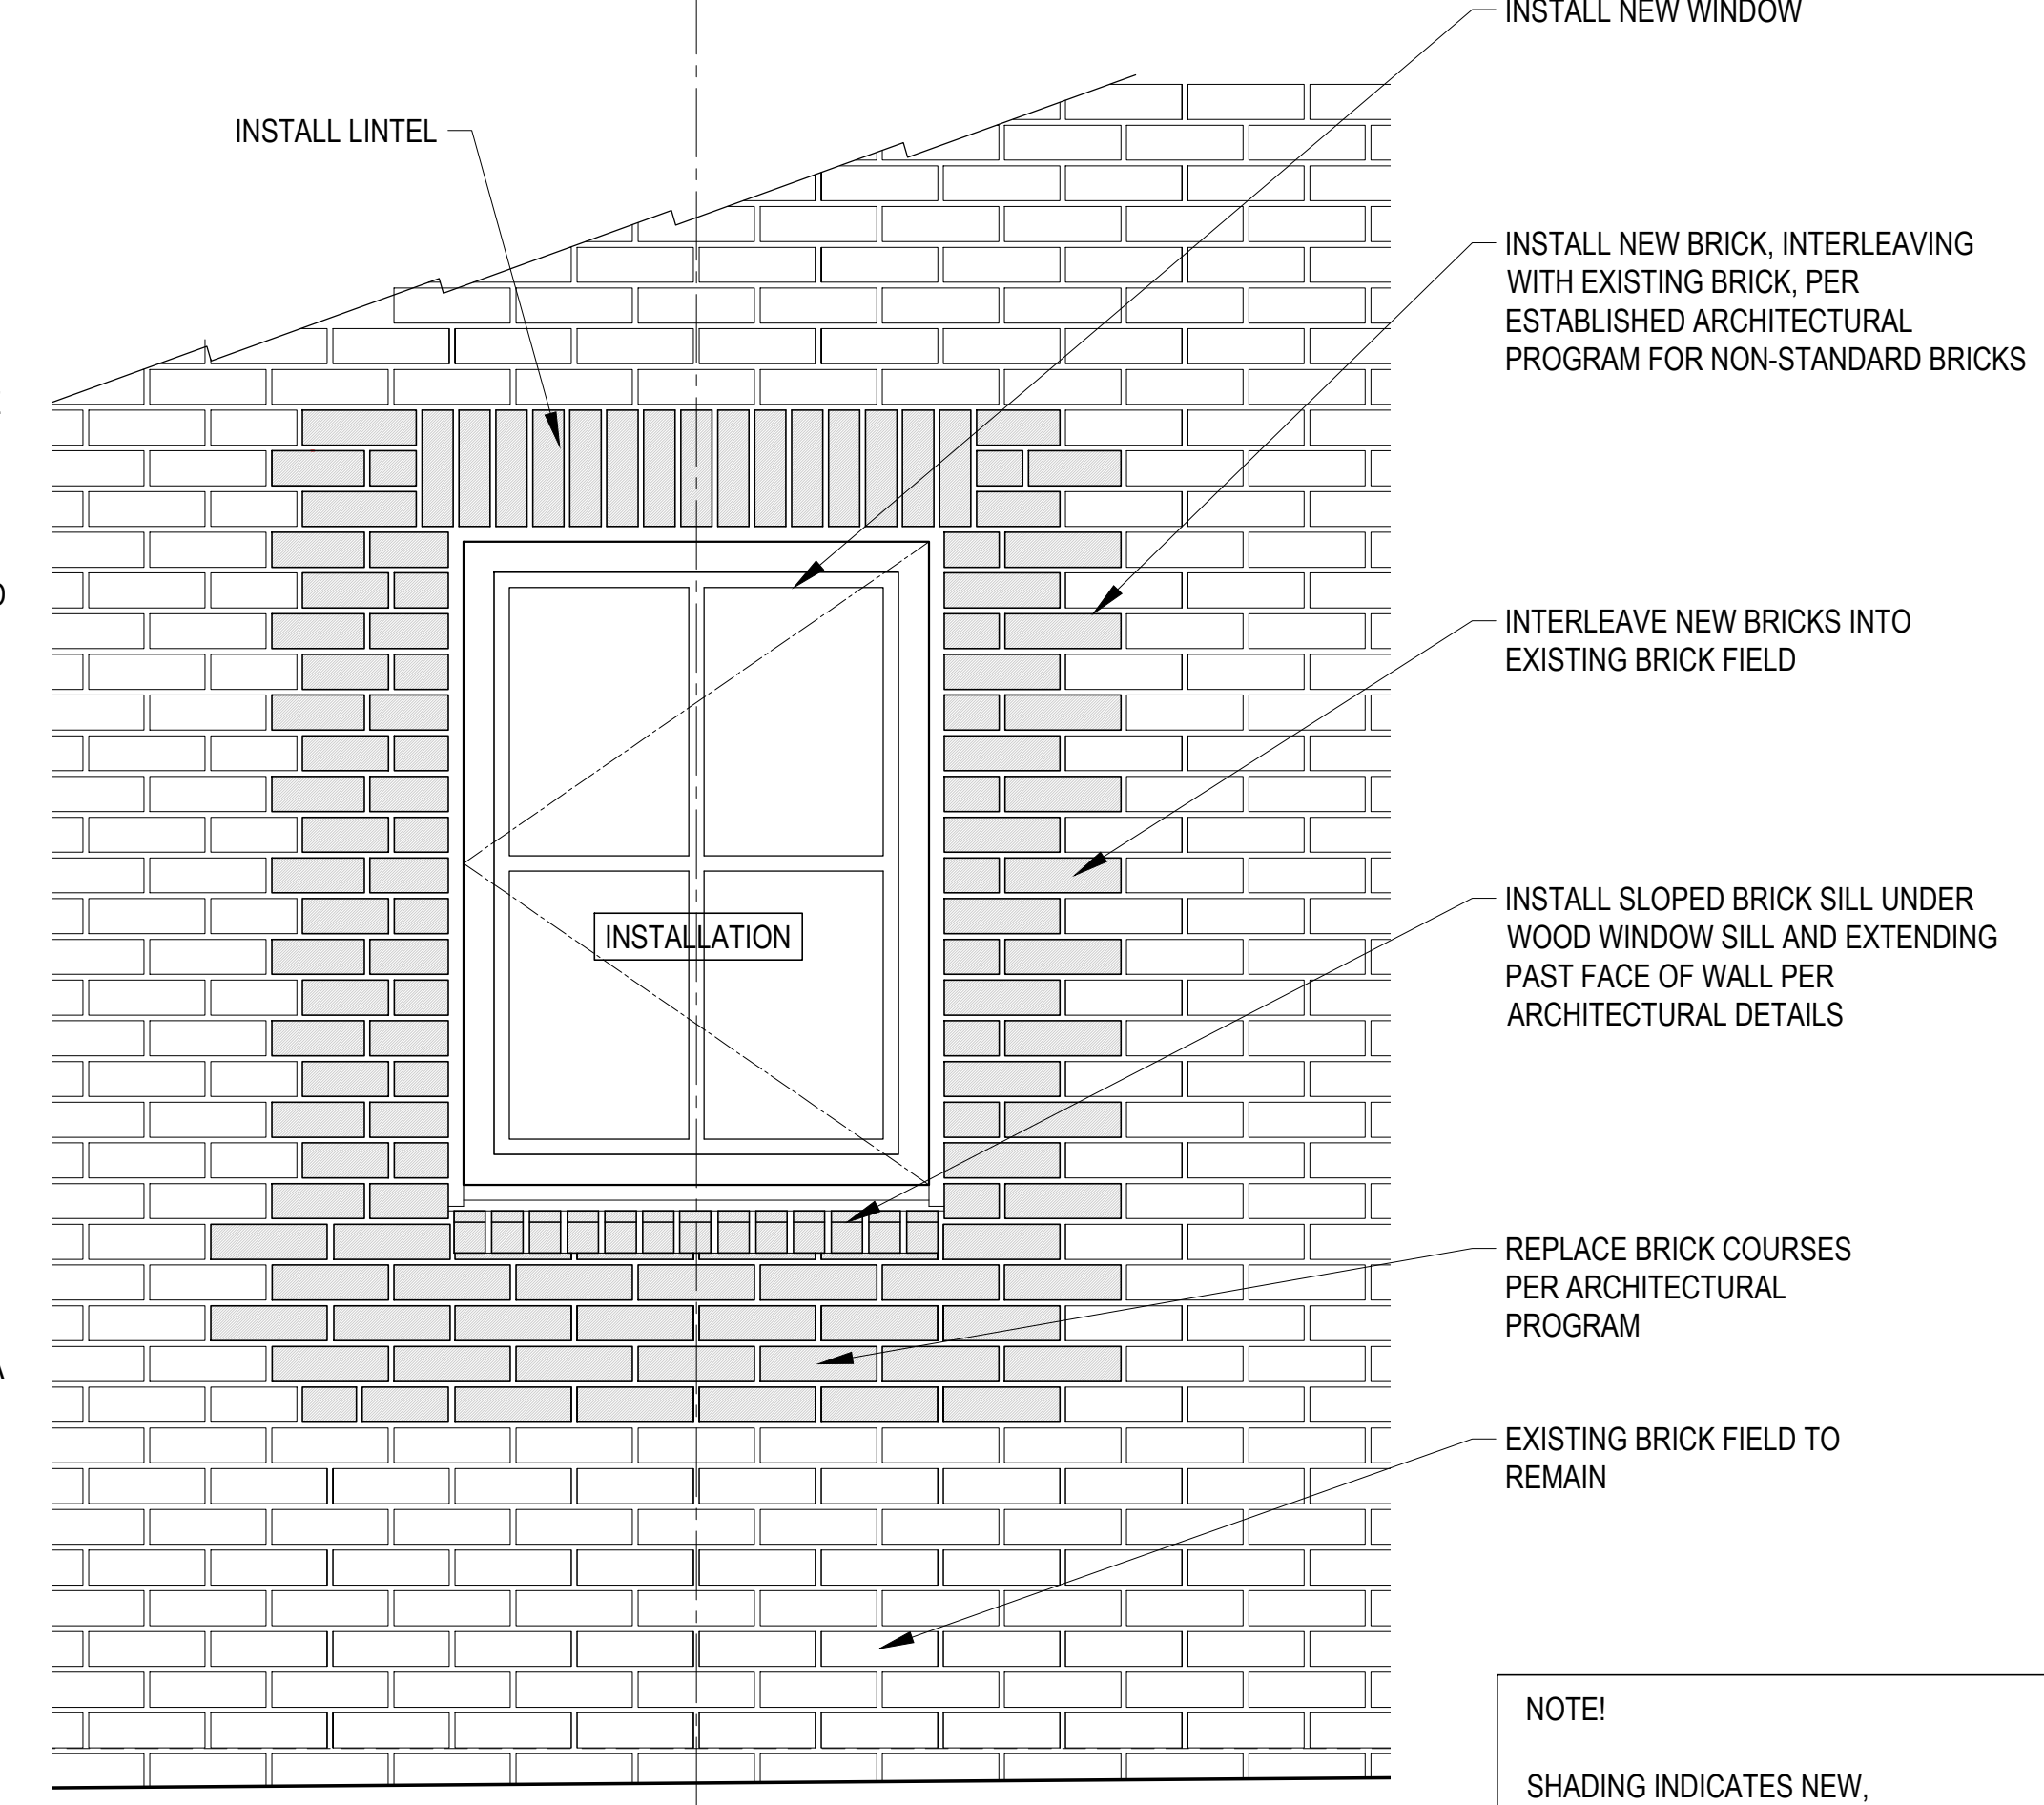 INSTALL NEW WINDOW
INSTALL LINTEL
INSTALL NEW BRICK, INTERLEAVING
WITH EXISTING BRICK, PER
ESTABLISHED ARCHITECTURAL
PROGRAM FOR NON-STANDARD BRICKS
INTERLEAVE NEW BRICKS INTO
EXISTING BRICK FIELD
INSTALL SLOPED BRICK SILL UNDER
WOOD WINDOW SILL AND EXTENDING
PAST FACE OF WALL PER
ARCHITECTURAL DETAILS
INSTALLATION
REPLACE BRICK COURSES
PER ARCHITECTURAL
PROGRAM
EXISTING BRICK FIELD TO
REMAIN
NOTE!
SHADING INDICATES NEW,